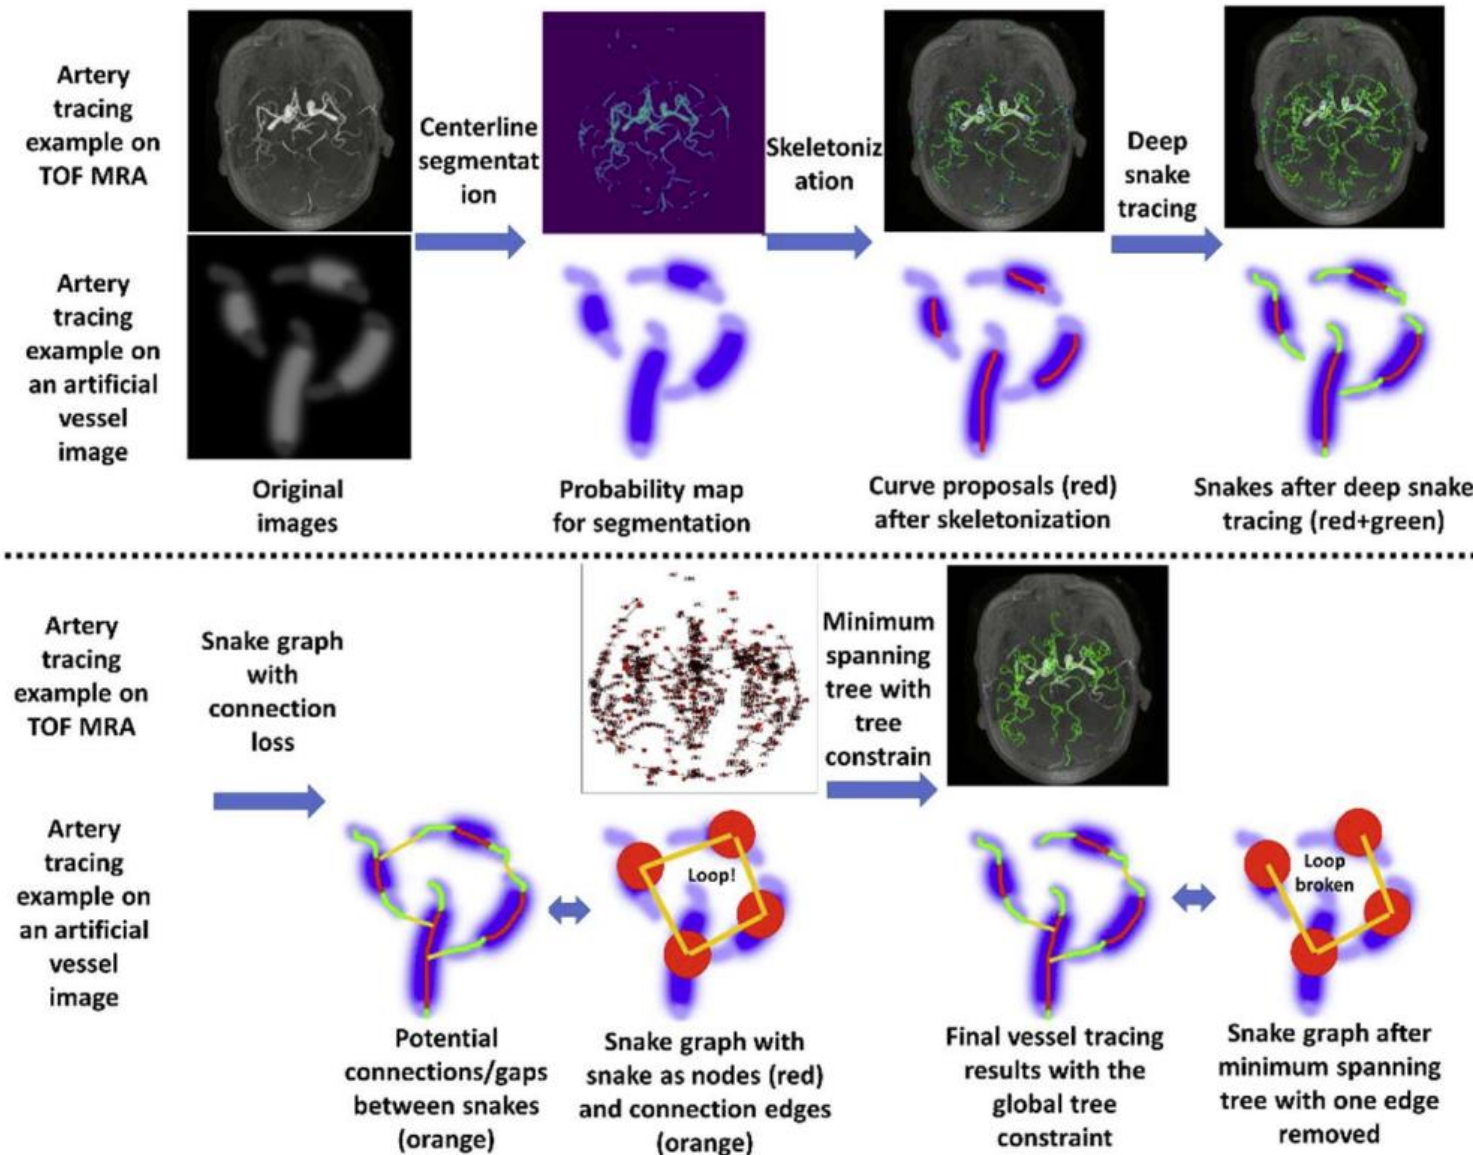 Artery
tracing
example on
TOF MRA
Centerline
segmentat
ion
Skeletoniz
ation
Deep
snake
tracing
Artery
tracing
example on
an artificial
vessel
image
Original
images
Probability map
for segmentation
Curve proposals (red)
after skeletonization
Snakes after deep snake
tracing (red+green)
Artery
tracing
example on
TOF MRA
Snake graph
with
connection
loss
Minimum
spanning
tree with
tree
constrain
Artery
tracing
example on
an artificial
vessel
image
Loop!
Loop
broken
Potential
connections/gaps
between snakes
(orange)
Snake graph with
snake as nodes (red)
and connection edges
(orange)
Final vessel tracing
results with the
global tree
constraint
Snake graph after
minimum spanning
tree with one edge
removed